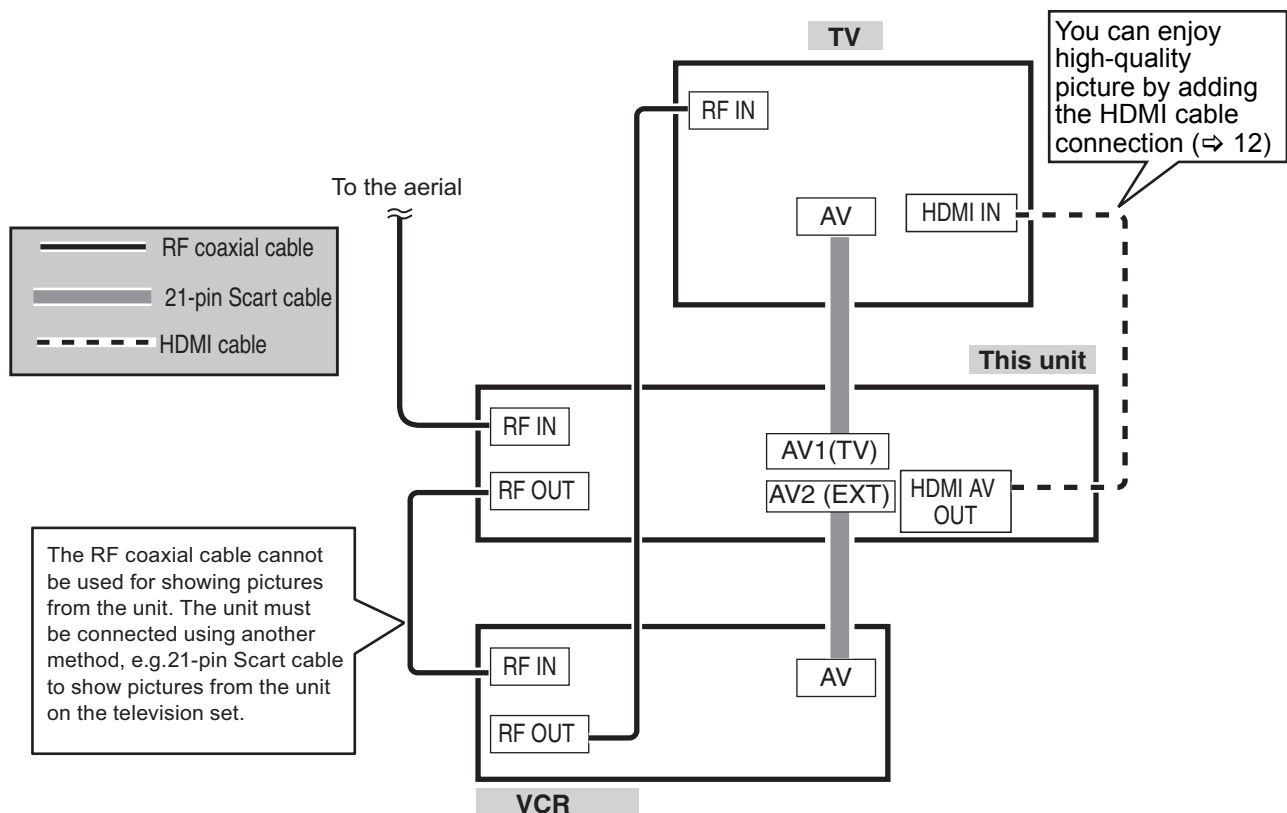 TV
You can enjoy
high-quality
picture by adding
the HDMI cable
connection (⇨ 12)
RF IN
To the aerial
AV
HDMI IN
RF coaxial cable
21-pin Scart cable
HDMI cable
This unit
RF IN
AV1(TV)
RF OUT
AV2 (EXT)
HDMI AV
OUT
The RF coaxial cable cannot
be used for showing pictures
from the unit. The unit must
be connected using another
method, e.g.21-pin Scart cable
to show pictures from the unit
on the television set.
RF IN
AV
RF OUT
VCR